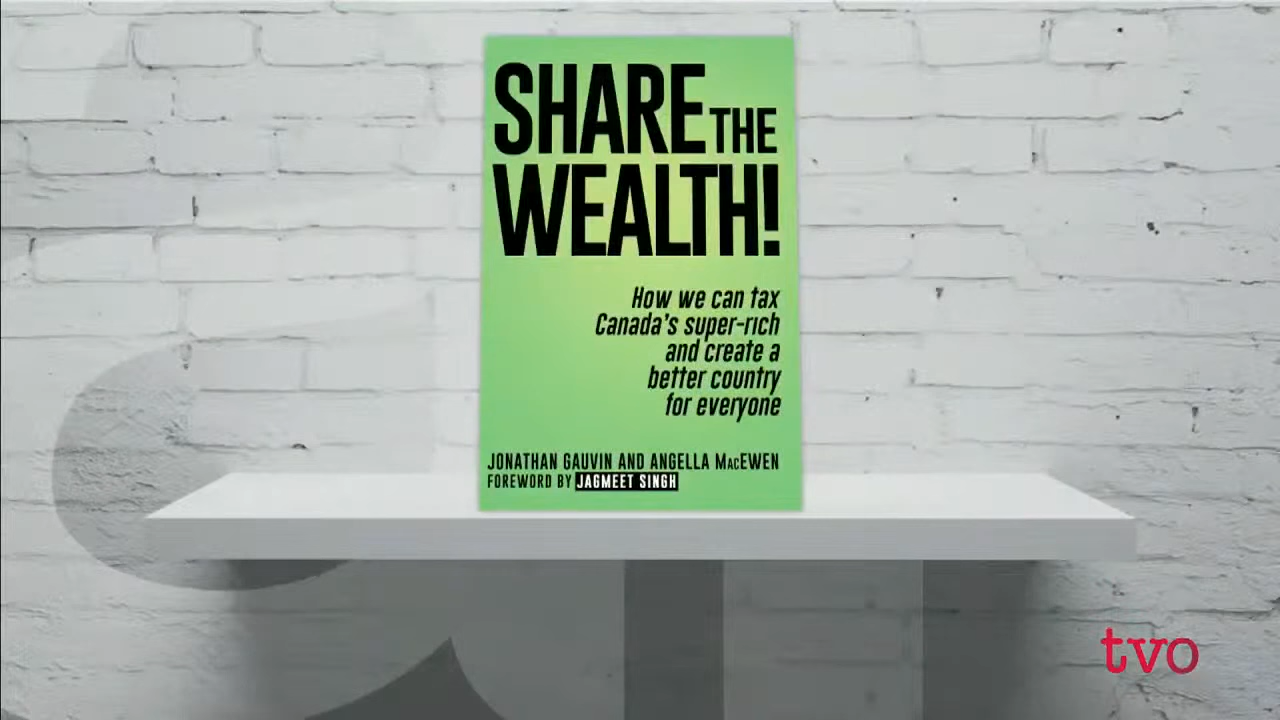 SHARE THE
WEALTH!
How we can tax
Canada's super-rich
and create a
better country
for everyone
JONATHAN GAUVIN AND ANGELLA MacEWEN
FOREWORD BY JAGMEET SINGH
tvo